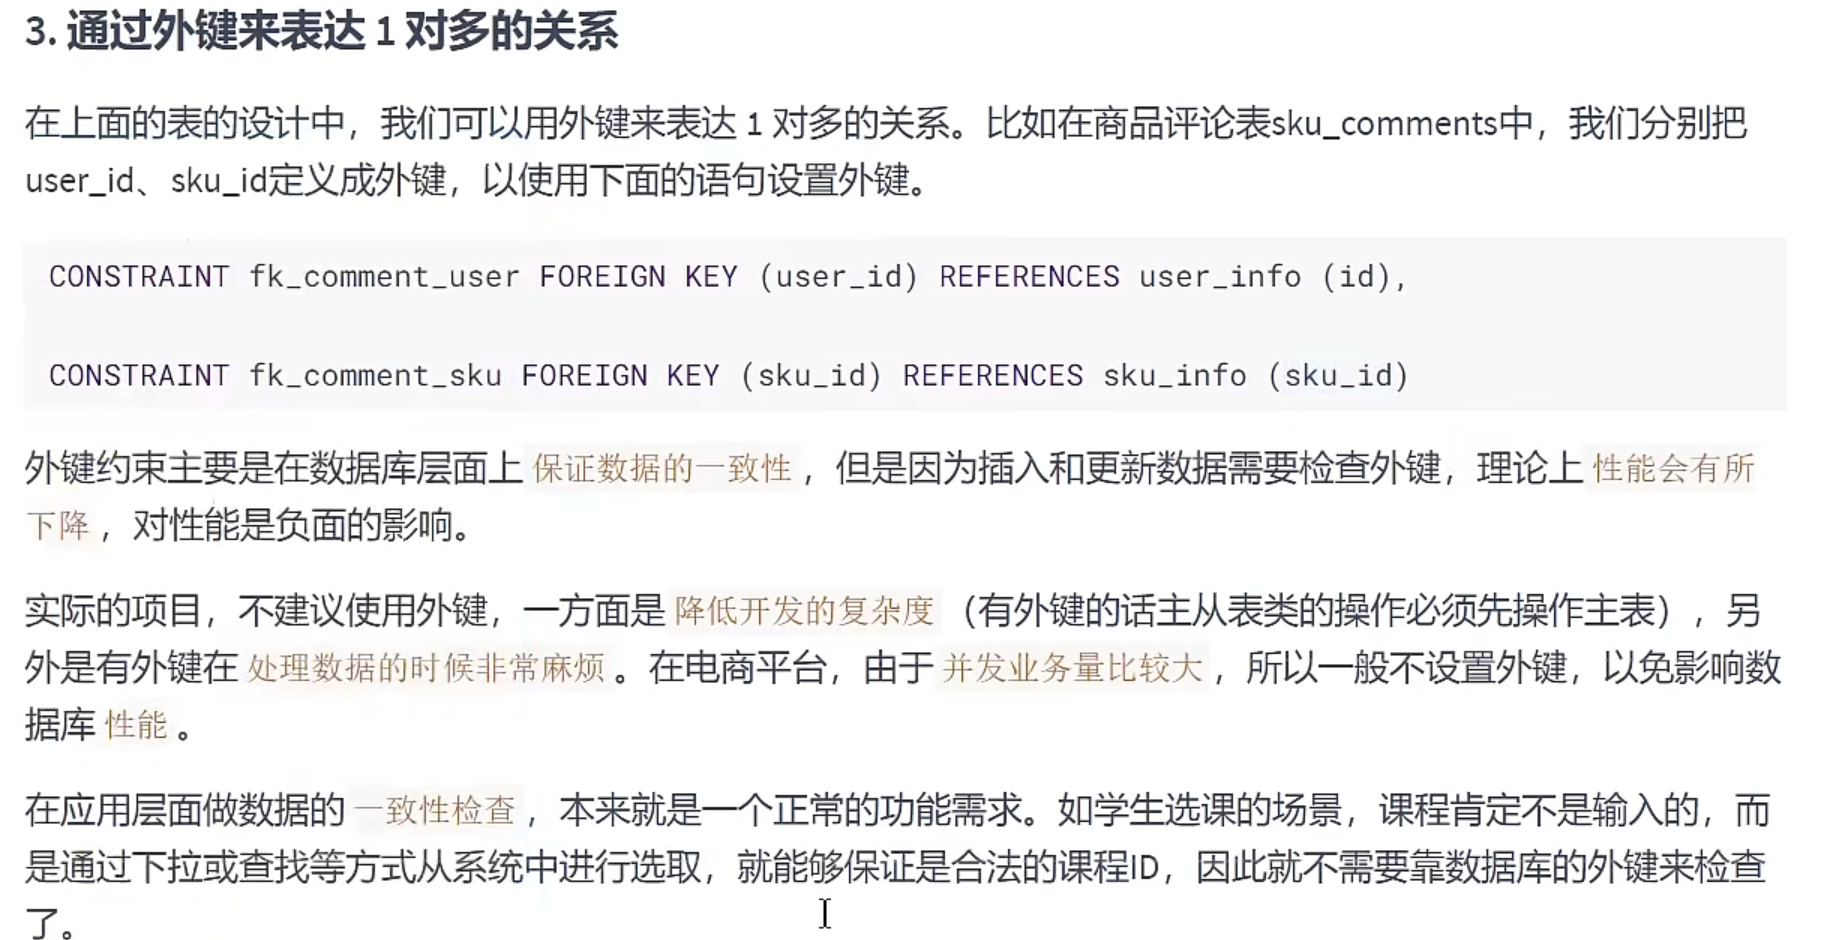 3. 通过外键来表达 1 对多的关系
在上面的表的设计中，我们可以用外键来表达 1 对多的关系。比如在商品评论表sku_comments中，我们分别把
user_id、sku_id定义成外键，以使用下面的语句设置外键。
CONSTRAINT fk_comment_user FOREIGN KEY (user_id) REFERENCES user_info (id),
CONSTRAINT fk_comment_sku FOREIGN KEY (sku_id) REFERENCES sku_info (sku_id)
外键约束主要是在数据库层面上 保证数据的一致性 ，但是因为插入和更新数据需要检查外键，理论上 性能会有所
下降 ，对性能是负面的影响。
实际的项目，不建议使用外键，一方面是 降低开发的复杂度 （有外键的话主从表类的操作必须先操作主表），另
外是有外键在 处理数据的时候非常麻烦 。在电商平台，由于 并发业务量比较大 ，所以一般不设置外键，以免影响数
据库 性能 。
在应用层面做数据的 一致性检查 ，本来就是一个正常的功能需求。如学生选课的场景，课程肯定不是输入的，而
是通过下拉或查找等方式从系统中进行选取，就能够保证是合法的课程ID，因此就不需要靠数据库的外键来检查
了。